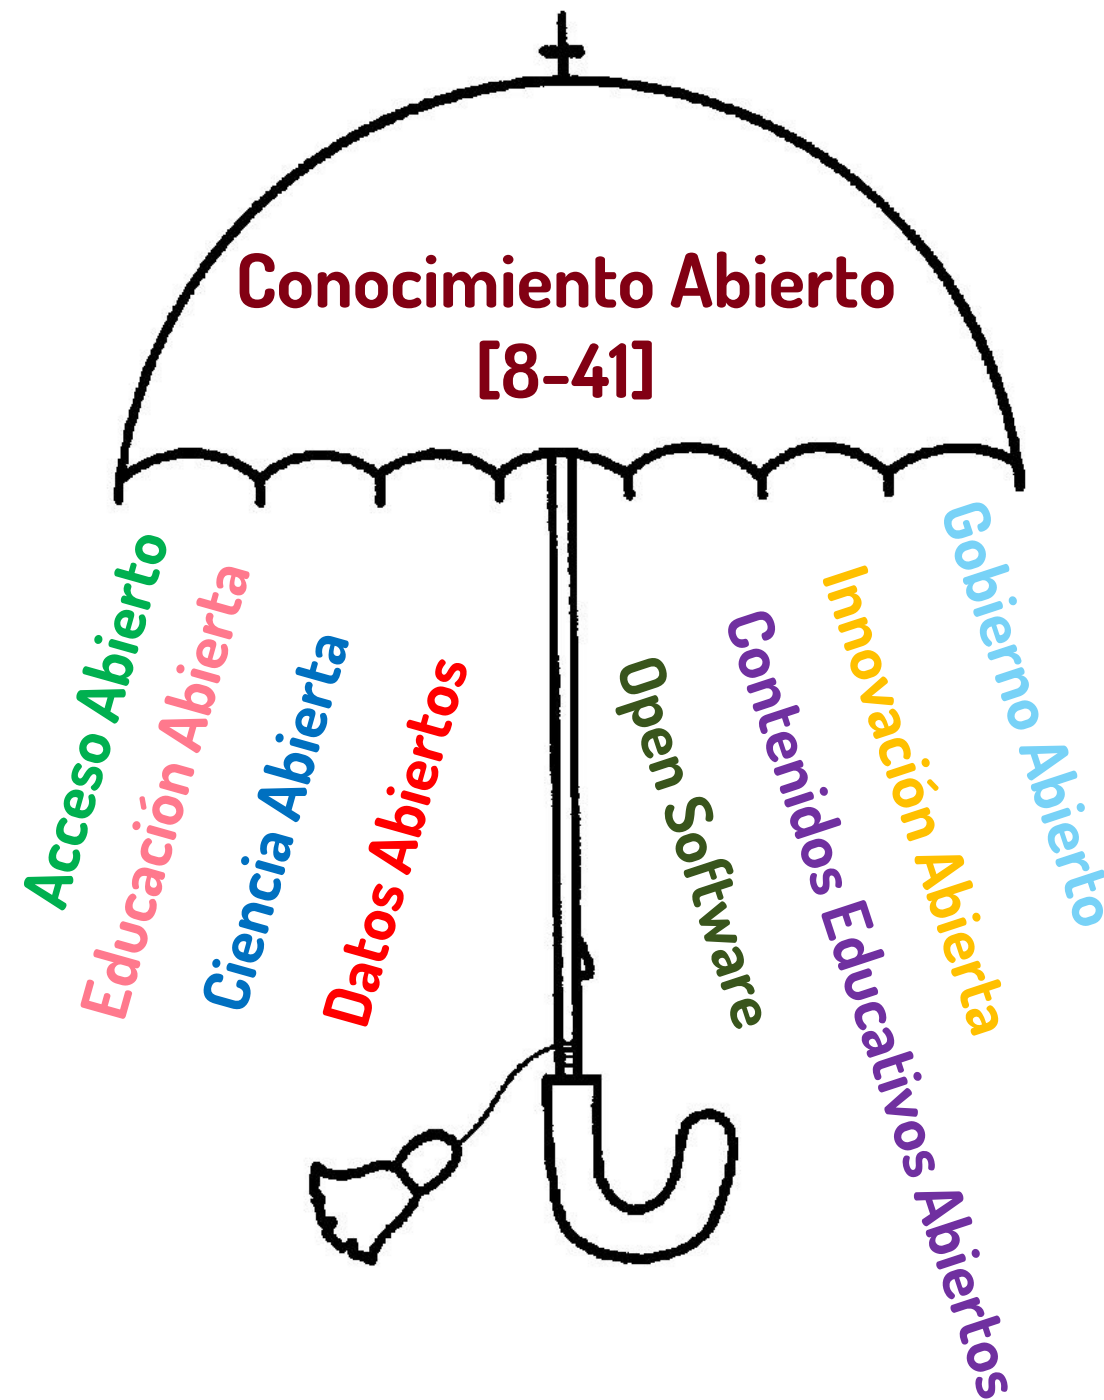 Conocimiento Abierto
[8-41]
Acceso Abierto
Educación Abierta
Ciencia Abierta
Datos Abiertos
Open Software
Contenidos Educativos Abiertos
Innovación Abierta
Gobierno Abierto